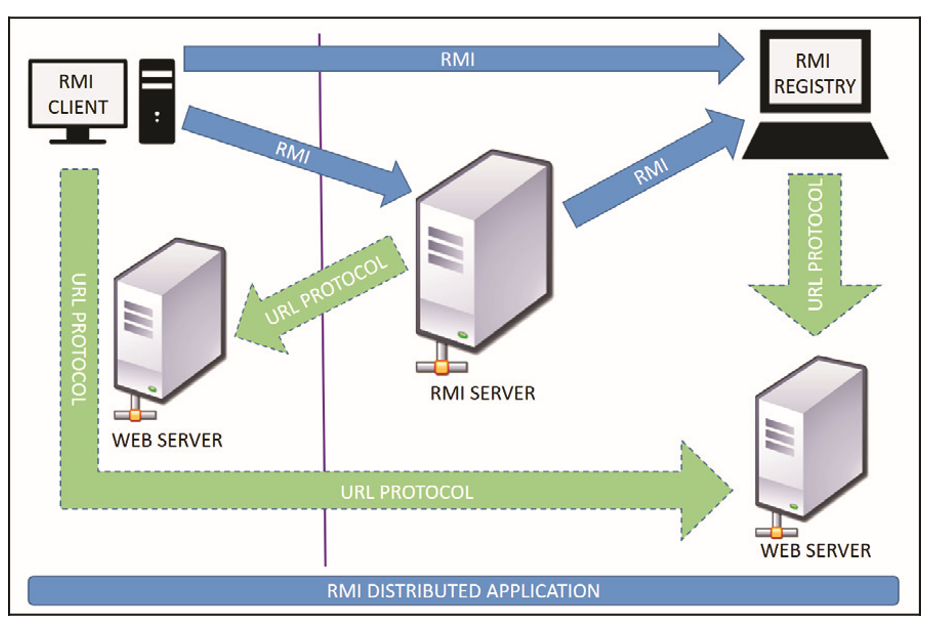 RMI
RMI
CLIENT
RMI
REGISTRY
RMI
RMI
URL PROTOCOL
URL PROTOCOL
URL PROTOCOL
RMI SERVER
WEB SERVER
URL PROTOCOL
WEB SERVER
RMI DISTRIBUTED APPLICATION